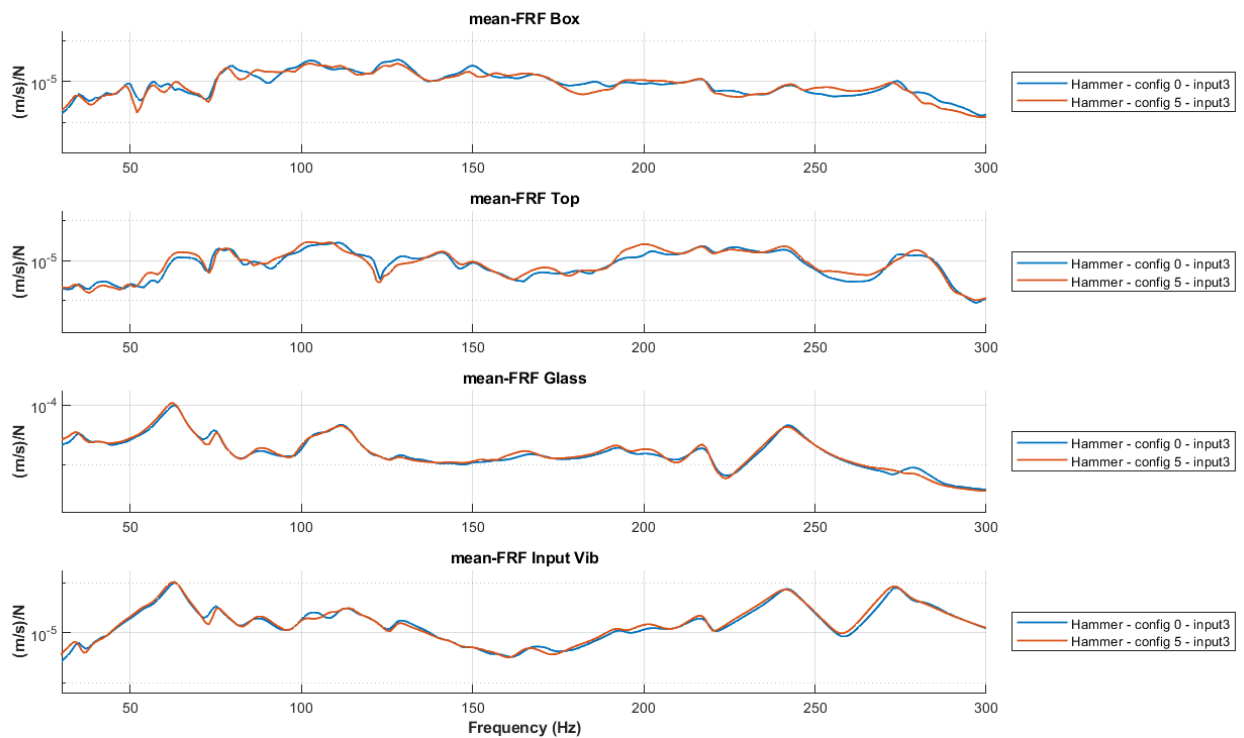 mean-FRF Box
(m/s)/N
10^-5
50 100 150 200 250 300
Hammer - config 0 - input3
Hammer - config 5 - input3
mean-FRF Top
(m/s)/N
10^-5
50 100 150 200 250 300
Hammer - config 0 - input3
Hammer - config 5 - input3
mean-FRF Glass
(m/s)/N
10^-4
50 100 150 200 250 300
Hammer - config 0 - input3
Hammer - config 5 - input3
mean-FRF Input Vib
(m/s)/N
10^-5
50 100 150 200 250 300
Hammer - config 0 - input3
Hammer - config 5 - input3
Frequency (Hz)